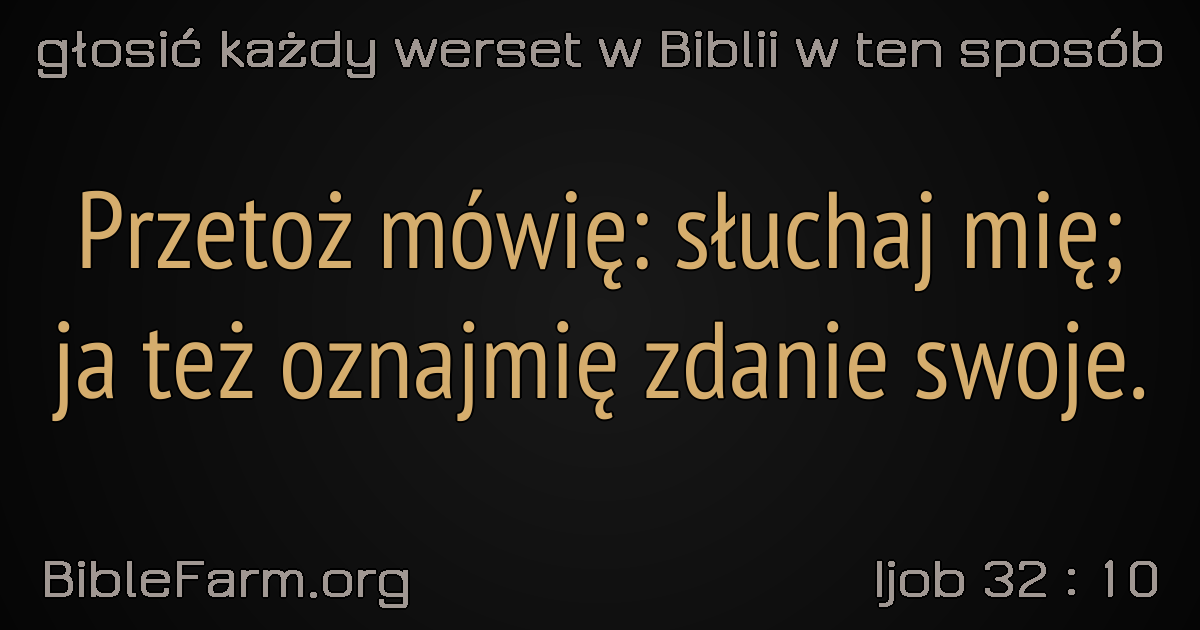 głosić każdy werset w Biblii w ten sposób
Przetoż mówię: słuchaj mię;
ja też oznajmię zdanie swoje.
BibleFarm.org
Ijob 32 : 10